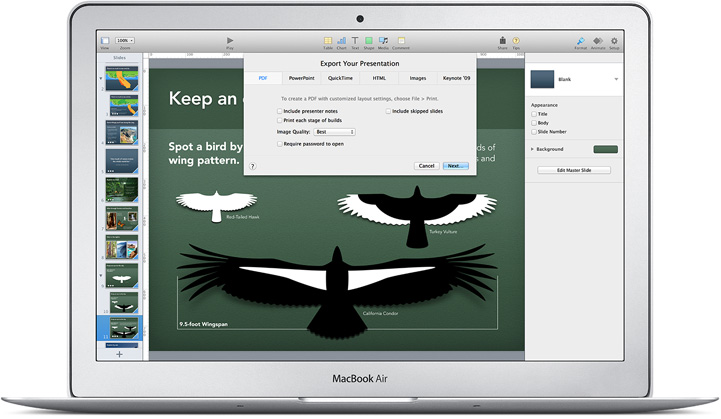 100%
View
Zoom
Play
Table
Chart
Text
Shape
Media
Comment
Share
Tips
Format
Animate
Setup
Slides
Export Your Presentation
PDF
PowerPoint
QuickTime
HTML
Images
Keynote '09
To create a PDF with customized layout settings, choose File > Print.
Include presenter notes
Include skipped slides
Print each stage of builds
Image Quality:
Best
Require password to open
?
Cancel
Next...
Keep an
Spot a bird by
wing pattern.
ds of
s and
Red-Tailed Hawk
Turkey Vulture
California Condor
9.5-foot Wingspan
Blank
Appearance
Title
Body
Slide Number
Background
Edit Master Slide
MacBook Air